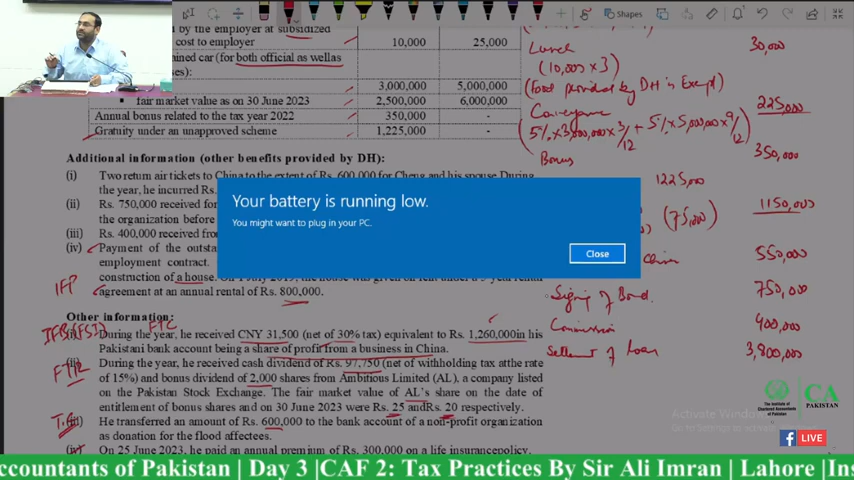 Shapes
by the employer at subsidized
cost to employer 10,000 25,000
ained car (for both official as wellas
ses):
3,000,000 5,000,000
▪ fair market value as on 30 June 2023 2,500,000 6,000,000
Annual bonus related to the tax year 2022 350,000 -
Gratuity under an unapproved scheme 1,225,000 -
Additional information (other benefits provided by DH):
(i) Two return air tickets to China to the extent of Rs. 600,000 for Cheng and his spouse During
the year, he incurred Rs.
(ii) Rs. 750,000 received for
the organization before
(iii) Rs. 400,000 received from
(iv) Payment of the outsta
employment contract.
construction of a house. On 1 July 2019, the house was given on rent under a 5 year rental
agreement at an annual rental of Rs. 800,000.
IFP
Other information:
(i) During the year, he received CNY 31,500 (net of 30% tax) equivalent to Rs. 1,260,000in his
Pakistani bank account being a share of profit from a business in China.
(ii) During the year, he received cash dividend of Rs. 97,750 (net of withholding tax atthe rate
of 15%) and bonus dividend of 2,000 shares from Ambitious Limited (AL), a company listed
on the Pakistan Stock Exchange. The fair market value of AL's share on the date of
entitlement of bonus shares and on 30 June 2023 were Rs. 25 andRs. 20 respectively.
(iii) He transferred an amount of Rs. 600,000 to the bank account of a non-profit organization
as donation for the flood affectees.
(iv) On 25 June 2023, he paid an annual premium of Rs. 300,000 on a life insurancepolicy.
FTC
IFB (FSI)
FTR
Lunch 30,000
(10,000 x 3)
(Food provided by DH is Exempt)
Conveyance 225,000
(5% x 3,000,000 x 3/12 + 5% x 5,000,000 x 9/12)
Bonus 350,000
1225,000
(75,000) 1150,000
550,000
Signing of Bond. 750,000
Commission 400,000
Settlement of Loan 3,800,000
Your battery is running low.
You might want to plug in your PC.
Close
Activate Windo
Go to Settings to
The Institute of
Chartered Accountants
of Pakistan
CA
PAKISTAN
f LIVE
ccountants of Pakistan | Day 3 |CAF 2: Tax Practices By Sir Ali Imran | Lahore |Ins